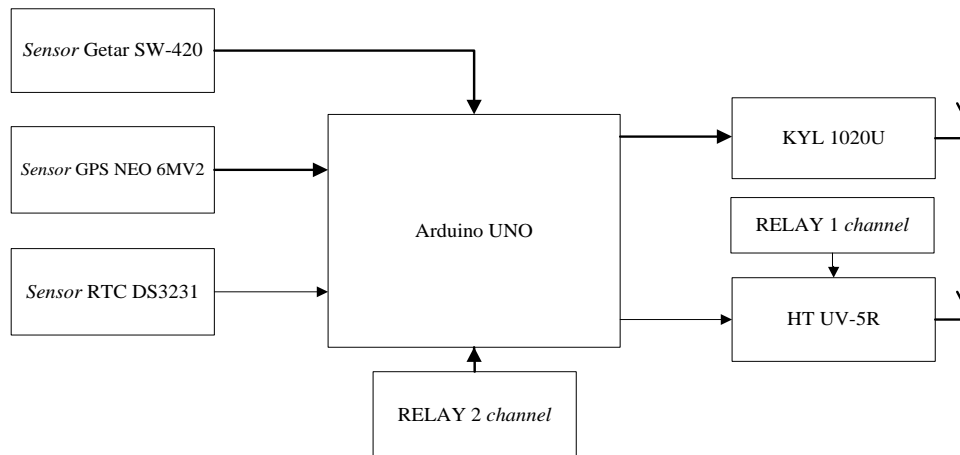 Sensor Getar SW-420
Sensor GPS NEO 6MV2
Sensor RTC DS3231
Arduino UNO
RELAY 2 channel
KYL 1020U
RELAY 1 channel
HT UV-5R